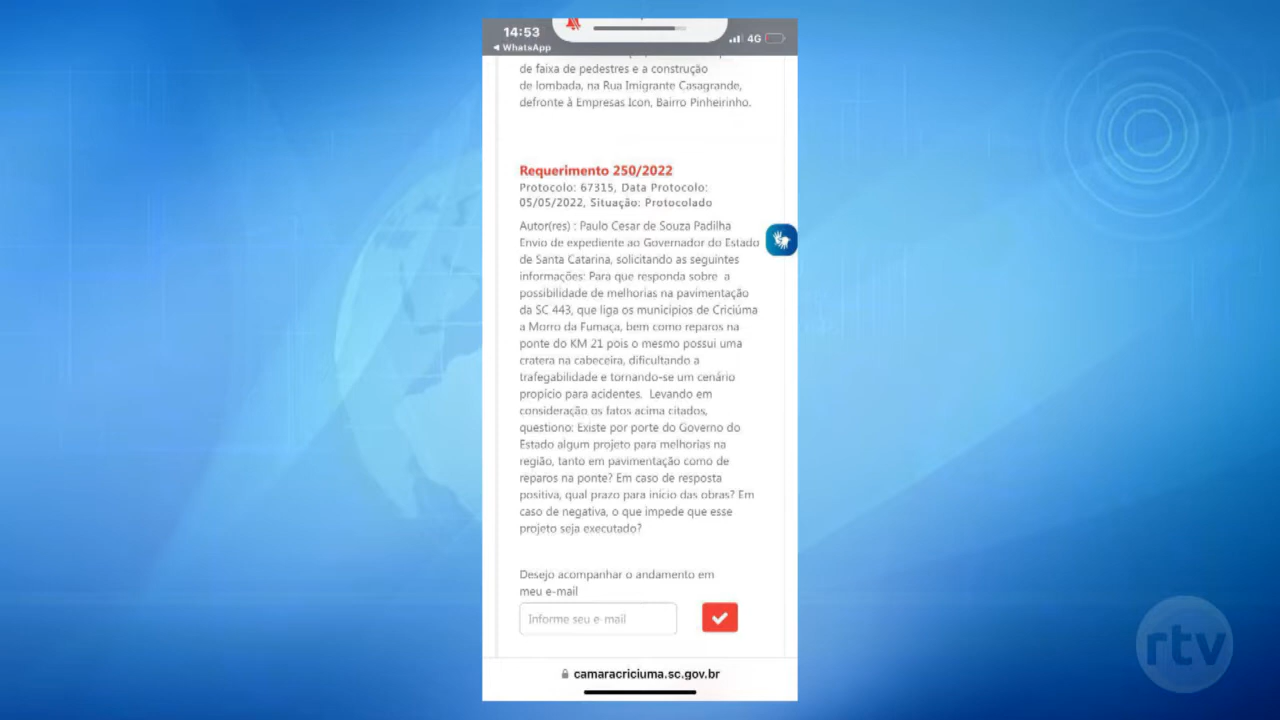 14:53
4G
◀ WhatsApp
de faixa de pedestres e a construção
de lombada, na Rua Imigrante Casagrande,
defronte à Empresas Icon, Bairro Pinheirinho.
Requerimento 250/2022
Protocolo: 67315, Data Protocolo:
05/05/2022, Situação: Protocolado
Autor(res) : Paulo Cesar de Souza Padilha
Envio de expediente ao Governador do Estado
de Santa Catarina, solicitando as seguintes
informações: Para que responda sobre a
possibilidade de melhorias na pavimentação
da SC 443, que liga os municípios de Criciúma
a Morro da Fumaça, bem como reparos na
ponte do KM 21 pois o mesmo possui uma
cratera na cabeceira, dificultando a
trafegabilidade e tornando-se um cenário
propício para acidentes. Levando em
consideração os fatos acima citados,
questiono: Existe por parte do Governo do
Estado algum projeto para melhorias na
região, tanto em pavimentação como de
reparos na ponte? Em caso de resposta
positiva, qual prazo para início das obras? Em
caso de negativa, o que impede que esse
projeto seja executado?
Desejo acompanhar o andamento em
meu e-mail
Informe seu e-mail
camaracriciuma.sc.gov.br
rtv